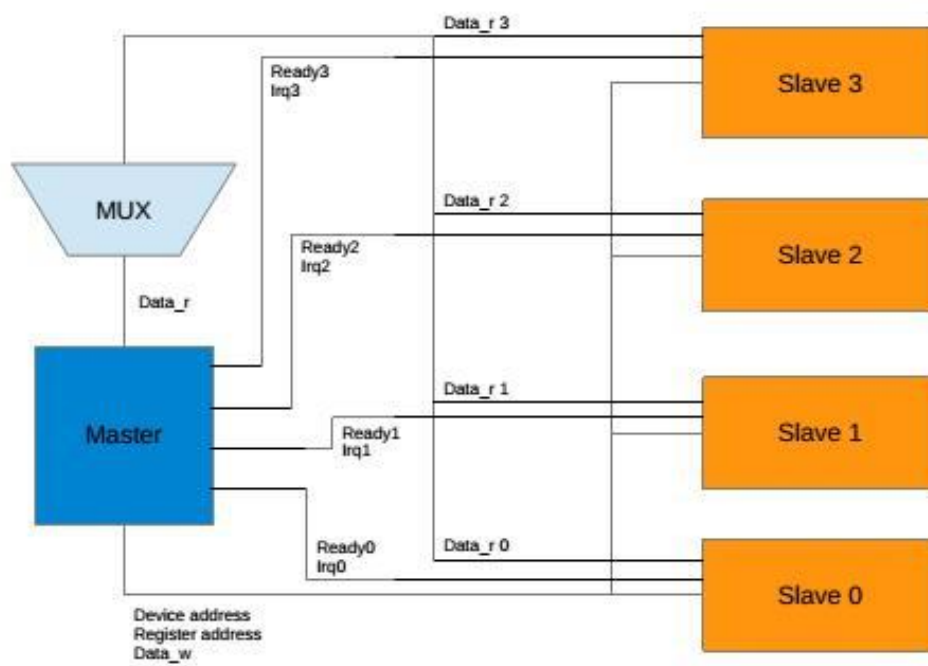 Data_r 3
Ready3
Irq3
Slave 3
MUX
Data_r 2
Ready2
Irq2
Slave 2
Data_r
Data_r 1
Master
Ready1
Irq1
Slave 1
Data_r 0
Ready0
Irq0
Slave 0
Device address
Register address
Data_w